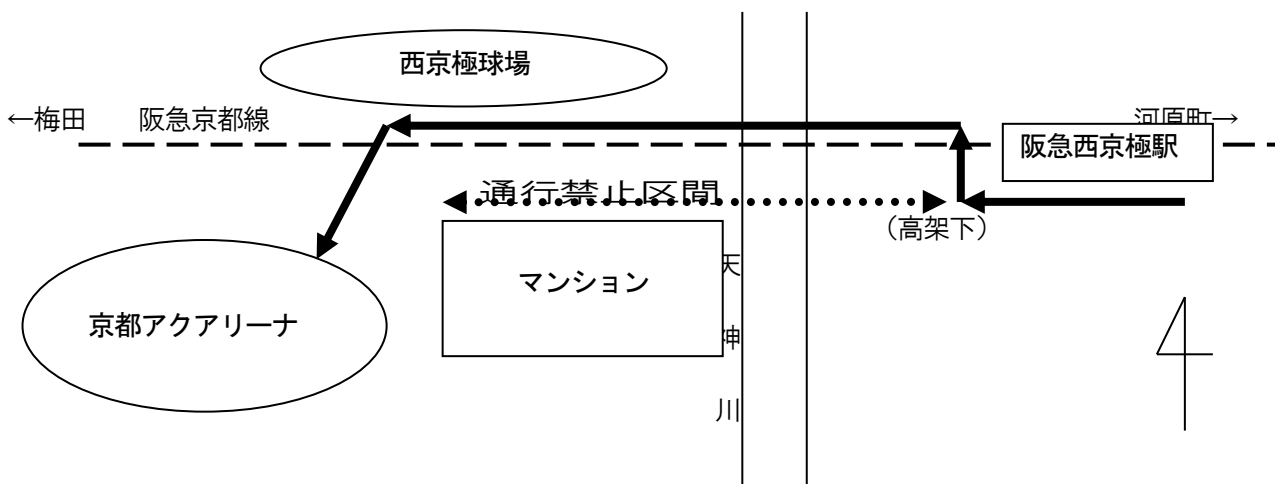 西京極球場
←梅田 阪急京都線 河原町→
阪急西京極駅
通行禁止区間
(高架下)
マンション
天神川
京都アクアリーナ